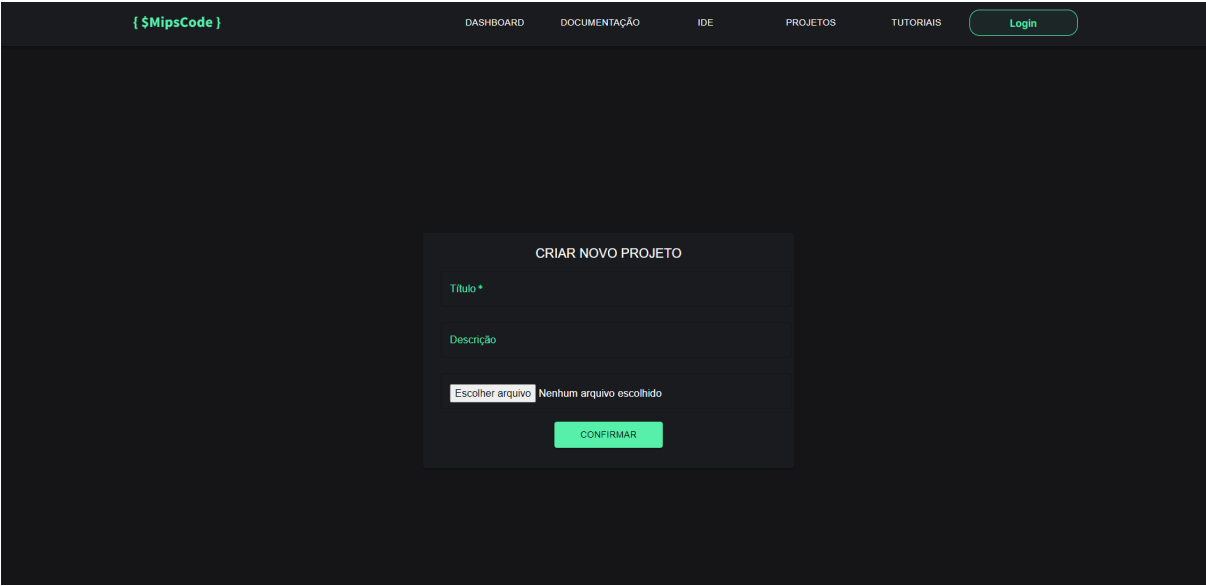 { $MipsCode } DASHBOARD DOCUMENTAÇÃO IDE PROJETOS TUTORIAIS Login
CRIAR NOVO PROJETO
Título *
Descrição
Escolher arquivo Nenhum arquivo escolhido
CONFIRMAR